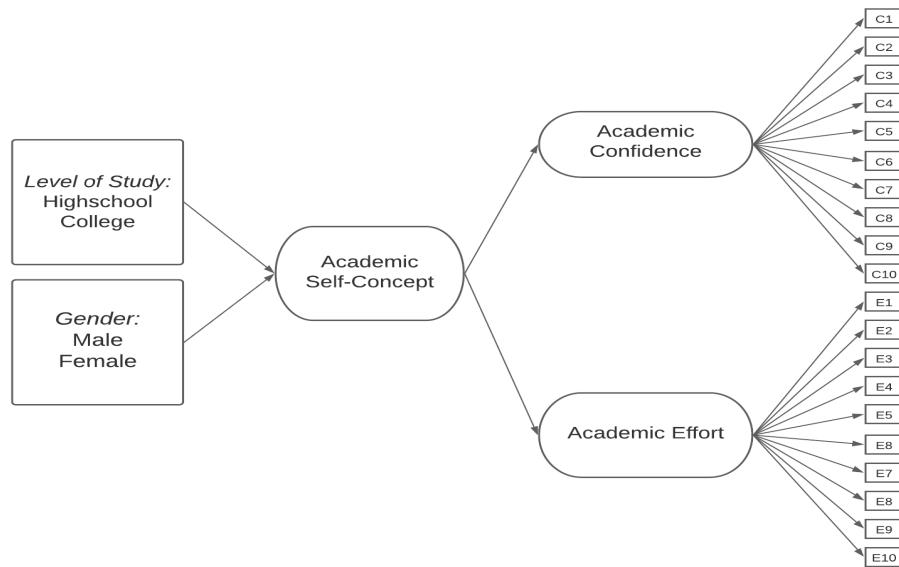 Level of Study:
Highschool
College
Gender:
Male
Female
Academic
Self-Concept
Academic
Confidence
Academic Effort
C1
C2
C3
C4
C5
C6
C7
C8
C9
C10
E1
E2
E3
E4
E5
E8
E7
E8
E9
E10